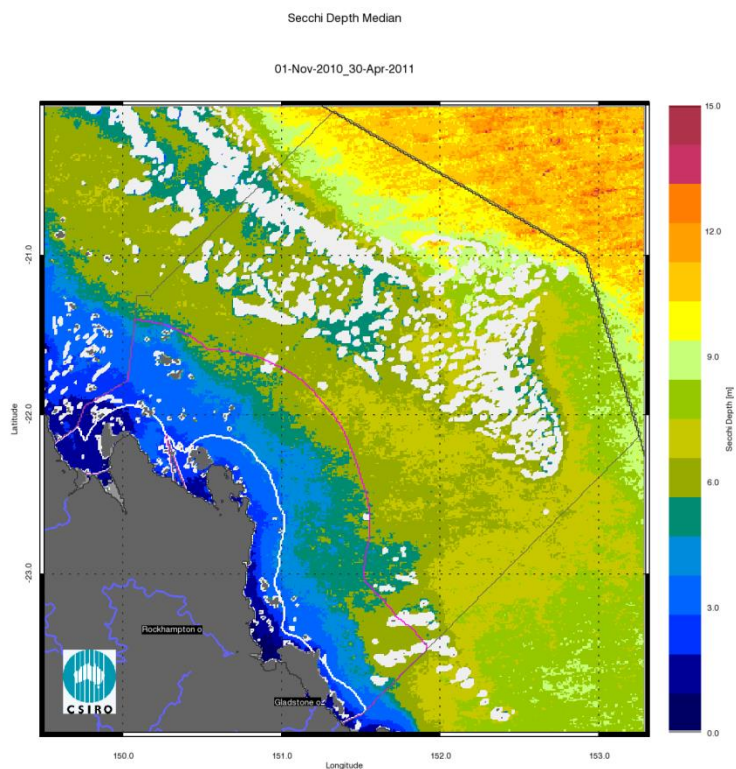 Secchi Depth Median
01-Nov-2010_30-Apr-2011
15.0
12.0
9.0
6.0
3.0
0.0
Secchi Depth [m]
-21.0
-22.0
-23.0
Latitude
Rockhampton o
Gladstone o
CSIRO
150.0 151.0 152.0 153.0
Longitude